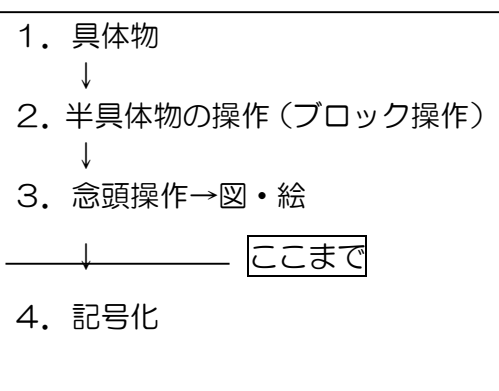 １．具体物
↓
２．半具体物の操作（ブロック操作）
↓
３．念頭操作→図・絵
↓
ここまで
４．記号化